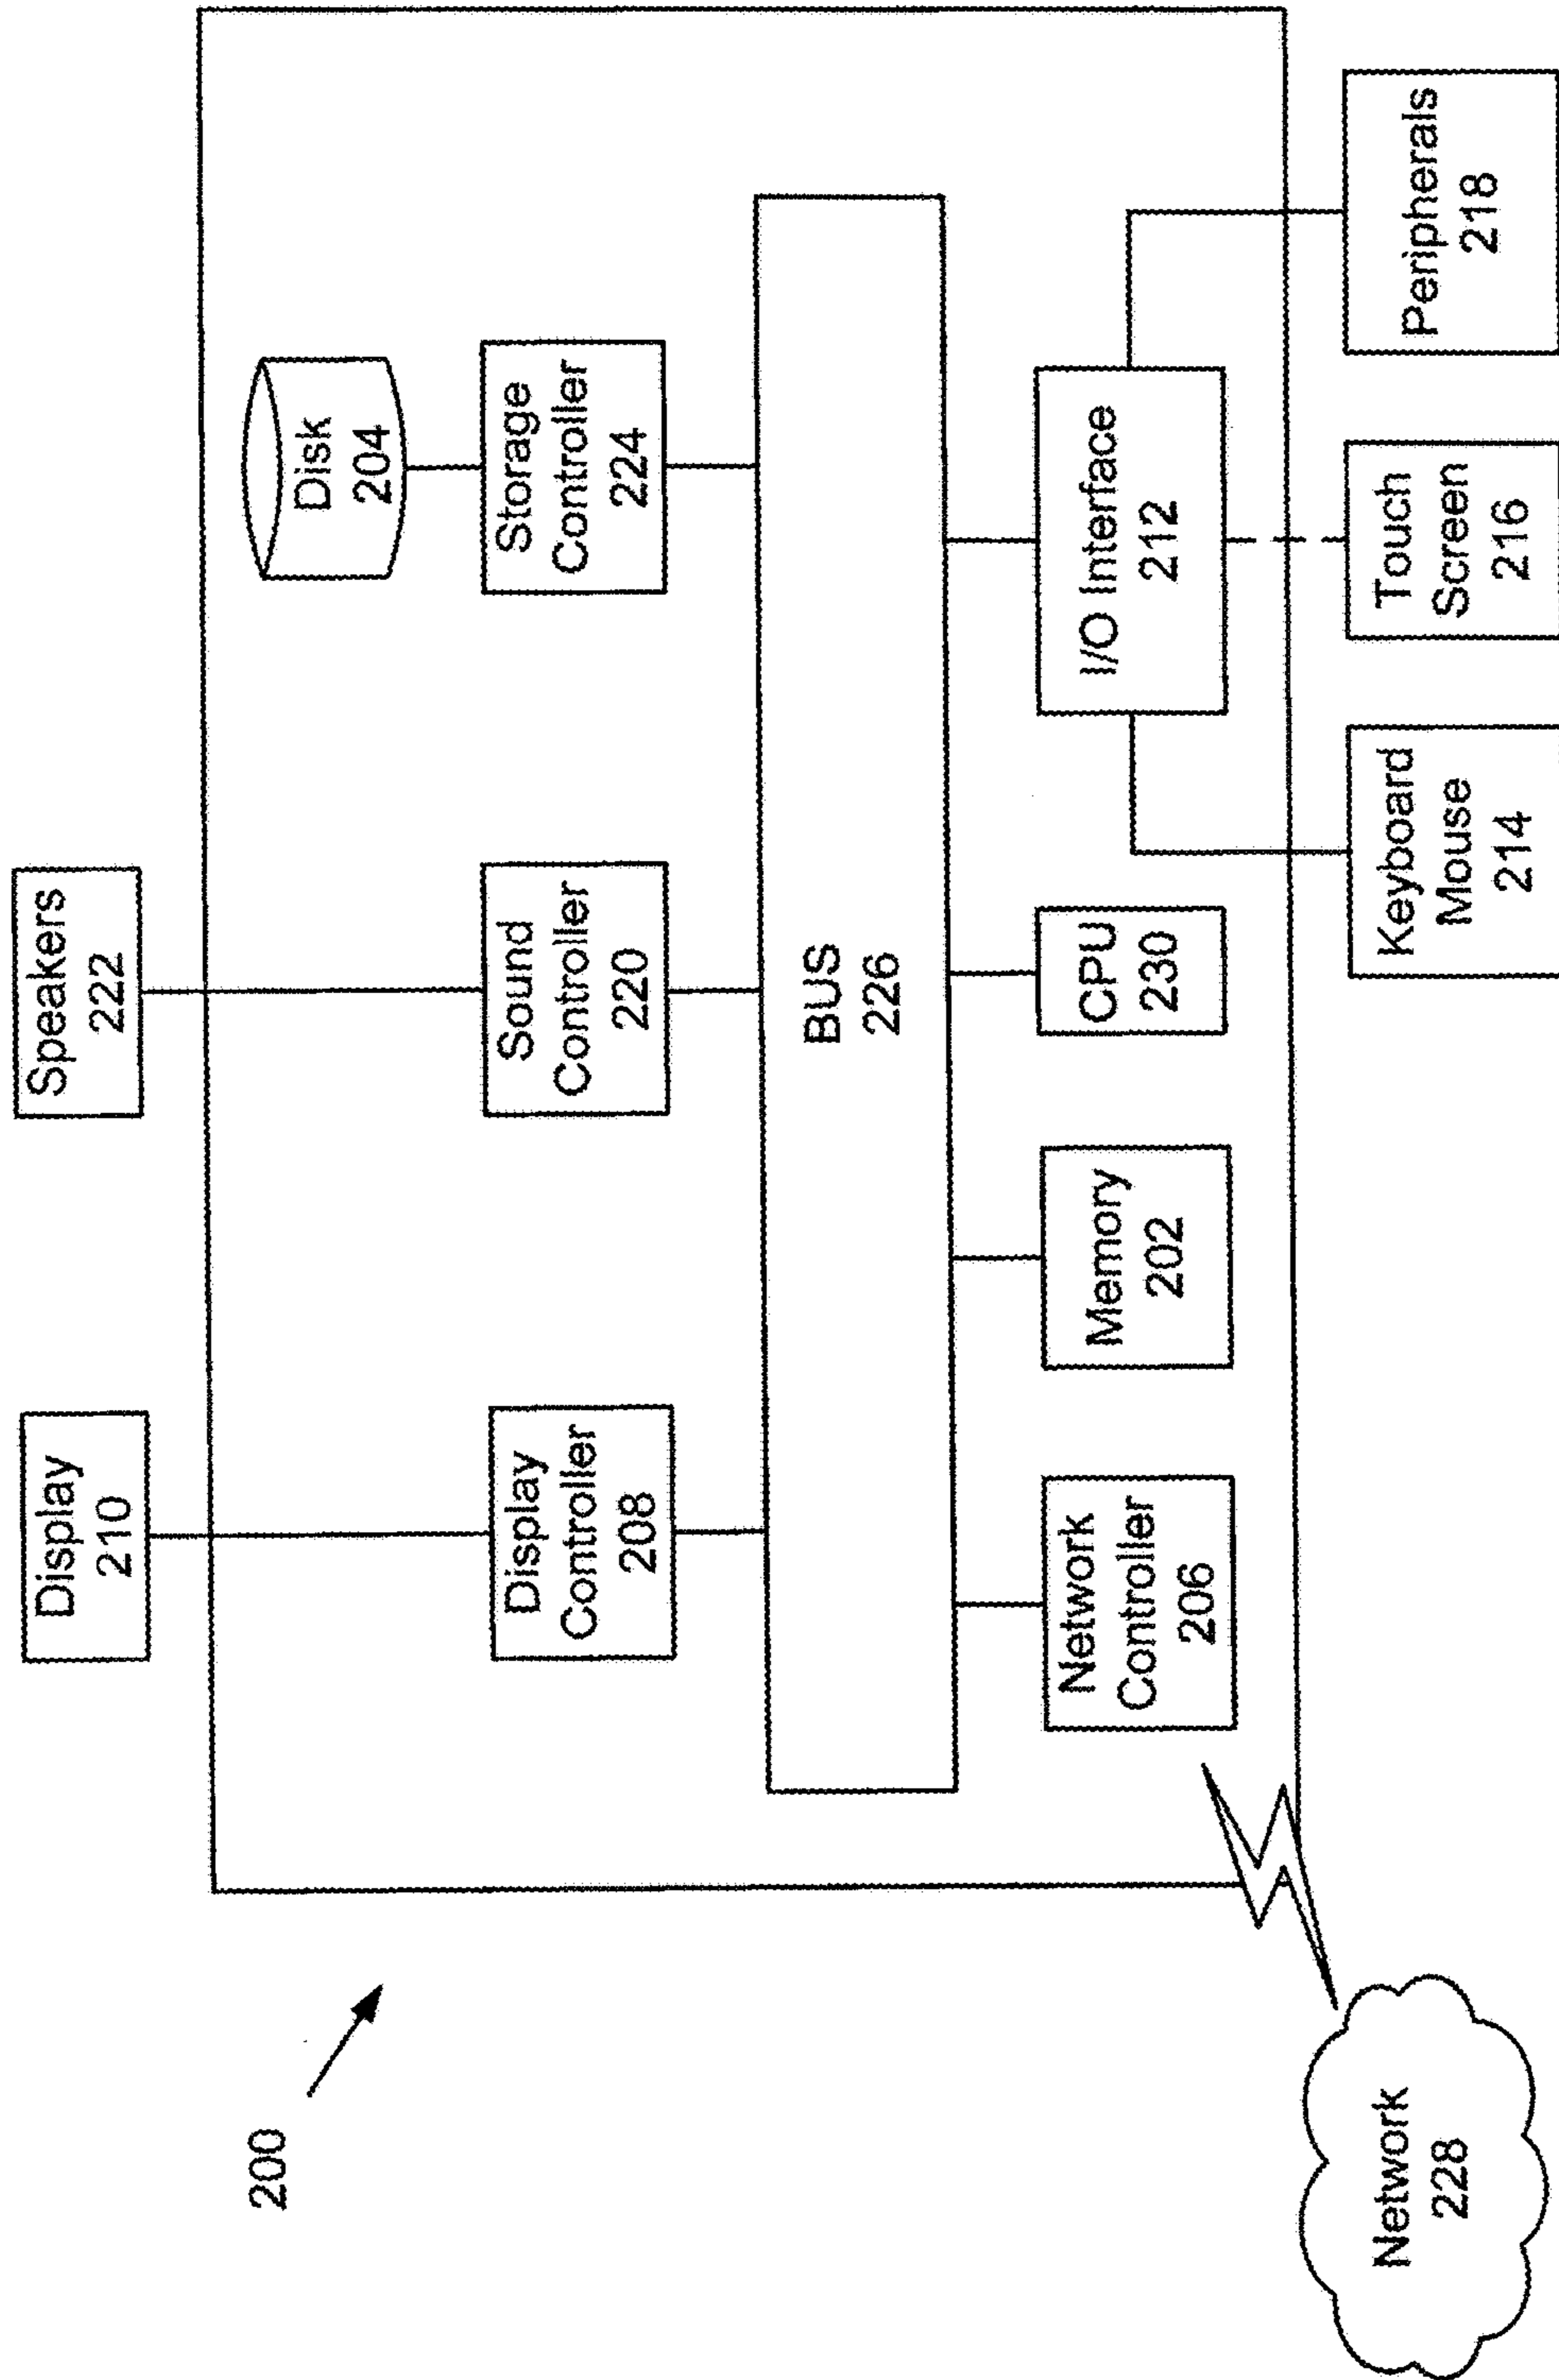 200
Display
210
Speakers
222
Disk
204
Display
Controller
208
Sound
Controller
220
Storage
Controller
224
BUS
226
Network
Controller
206
Memory
202
CPU
230
I/O Interface
212
Network
228
Keyboard
Mouse
214
Touch
Screen
216
Peripherals
218